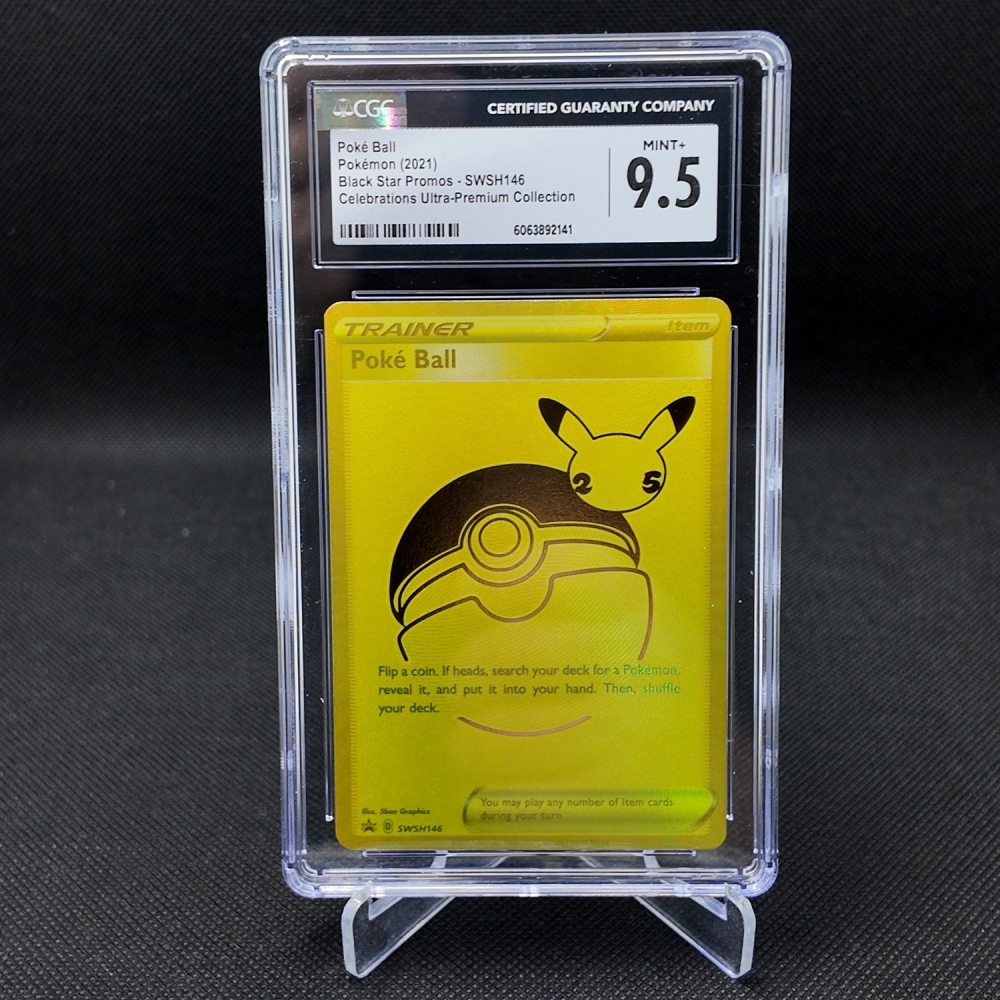 CGC
CERTIFIED GUARANTY COMPANY
Poké Ball
Pokémon (2021)
Black Star Promos - SWSH146
Celebrations Ultra-Premium Collection
6063892141
MINT+
9.5
TRAINER
Item
Poké Ball
25
Flip a coin. If heads, search your deck for a Pokémon,
reveal it, and put it into your hand. Then, shuffle
your deck.
You may play any number of Item cards
during your turn.
Illus. 5ban Graphics
D SWSH146